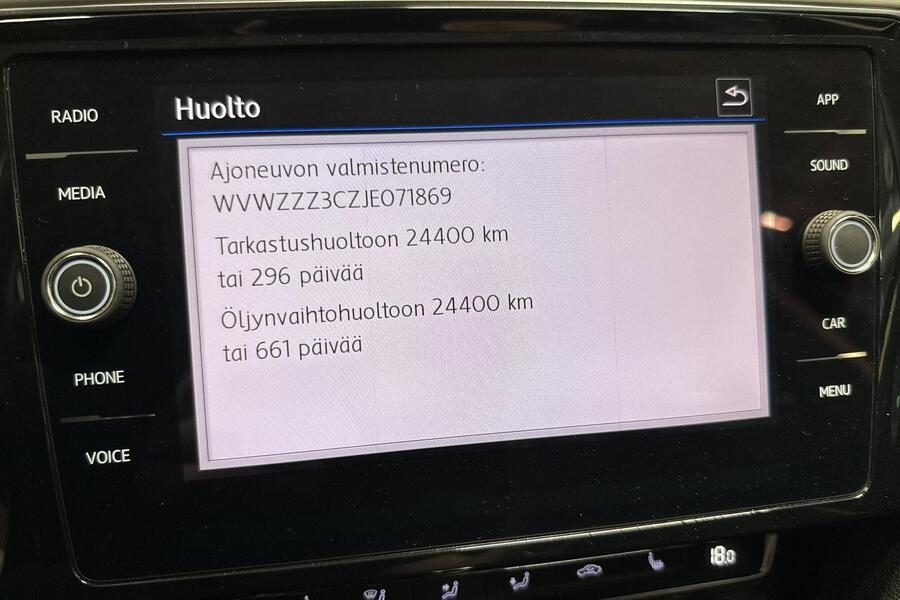 Huolto
RADIO
MEDIA
PHONE
VOICE
Ajoneuvon valmistenumero:
WVWZZZ3CZJE071869
Tarkastushuoltoon 24400 km
tai 296 päivää
Öljynvaihtohuoltoon 24400 km
tai 661 päivää
APP
SOUND
CAR
MENU
18.0